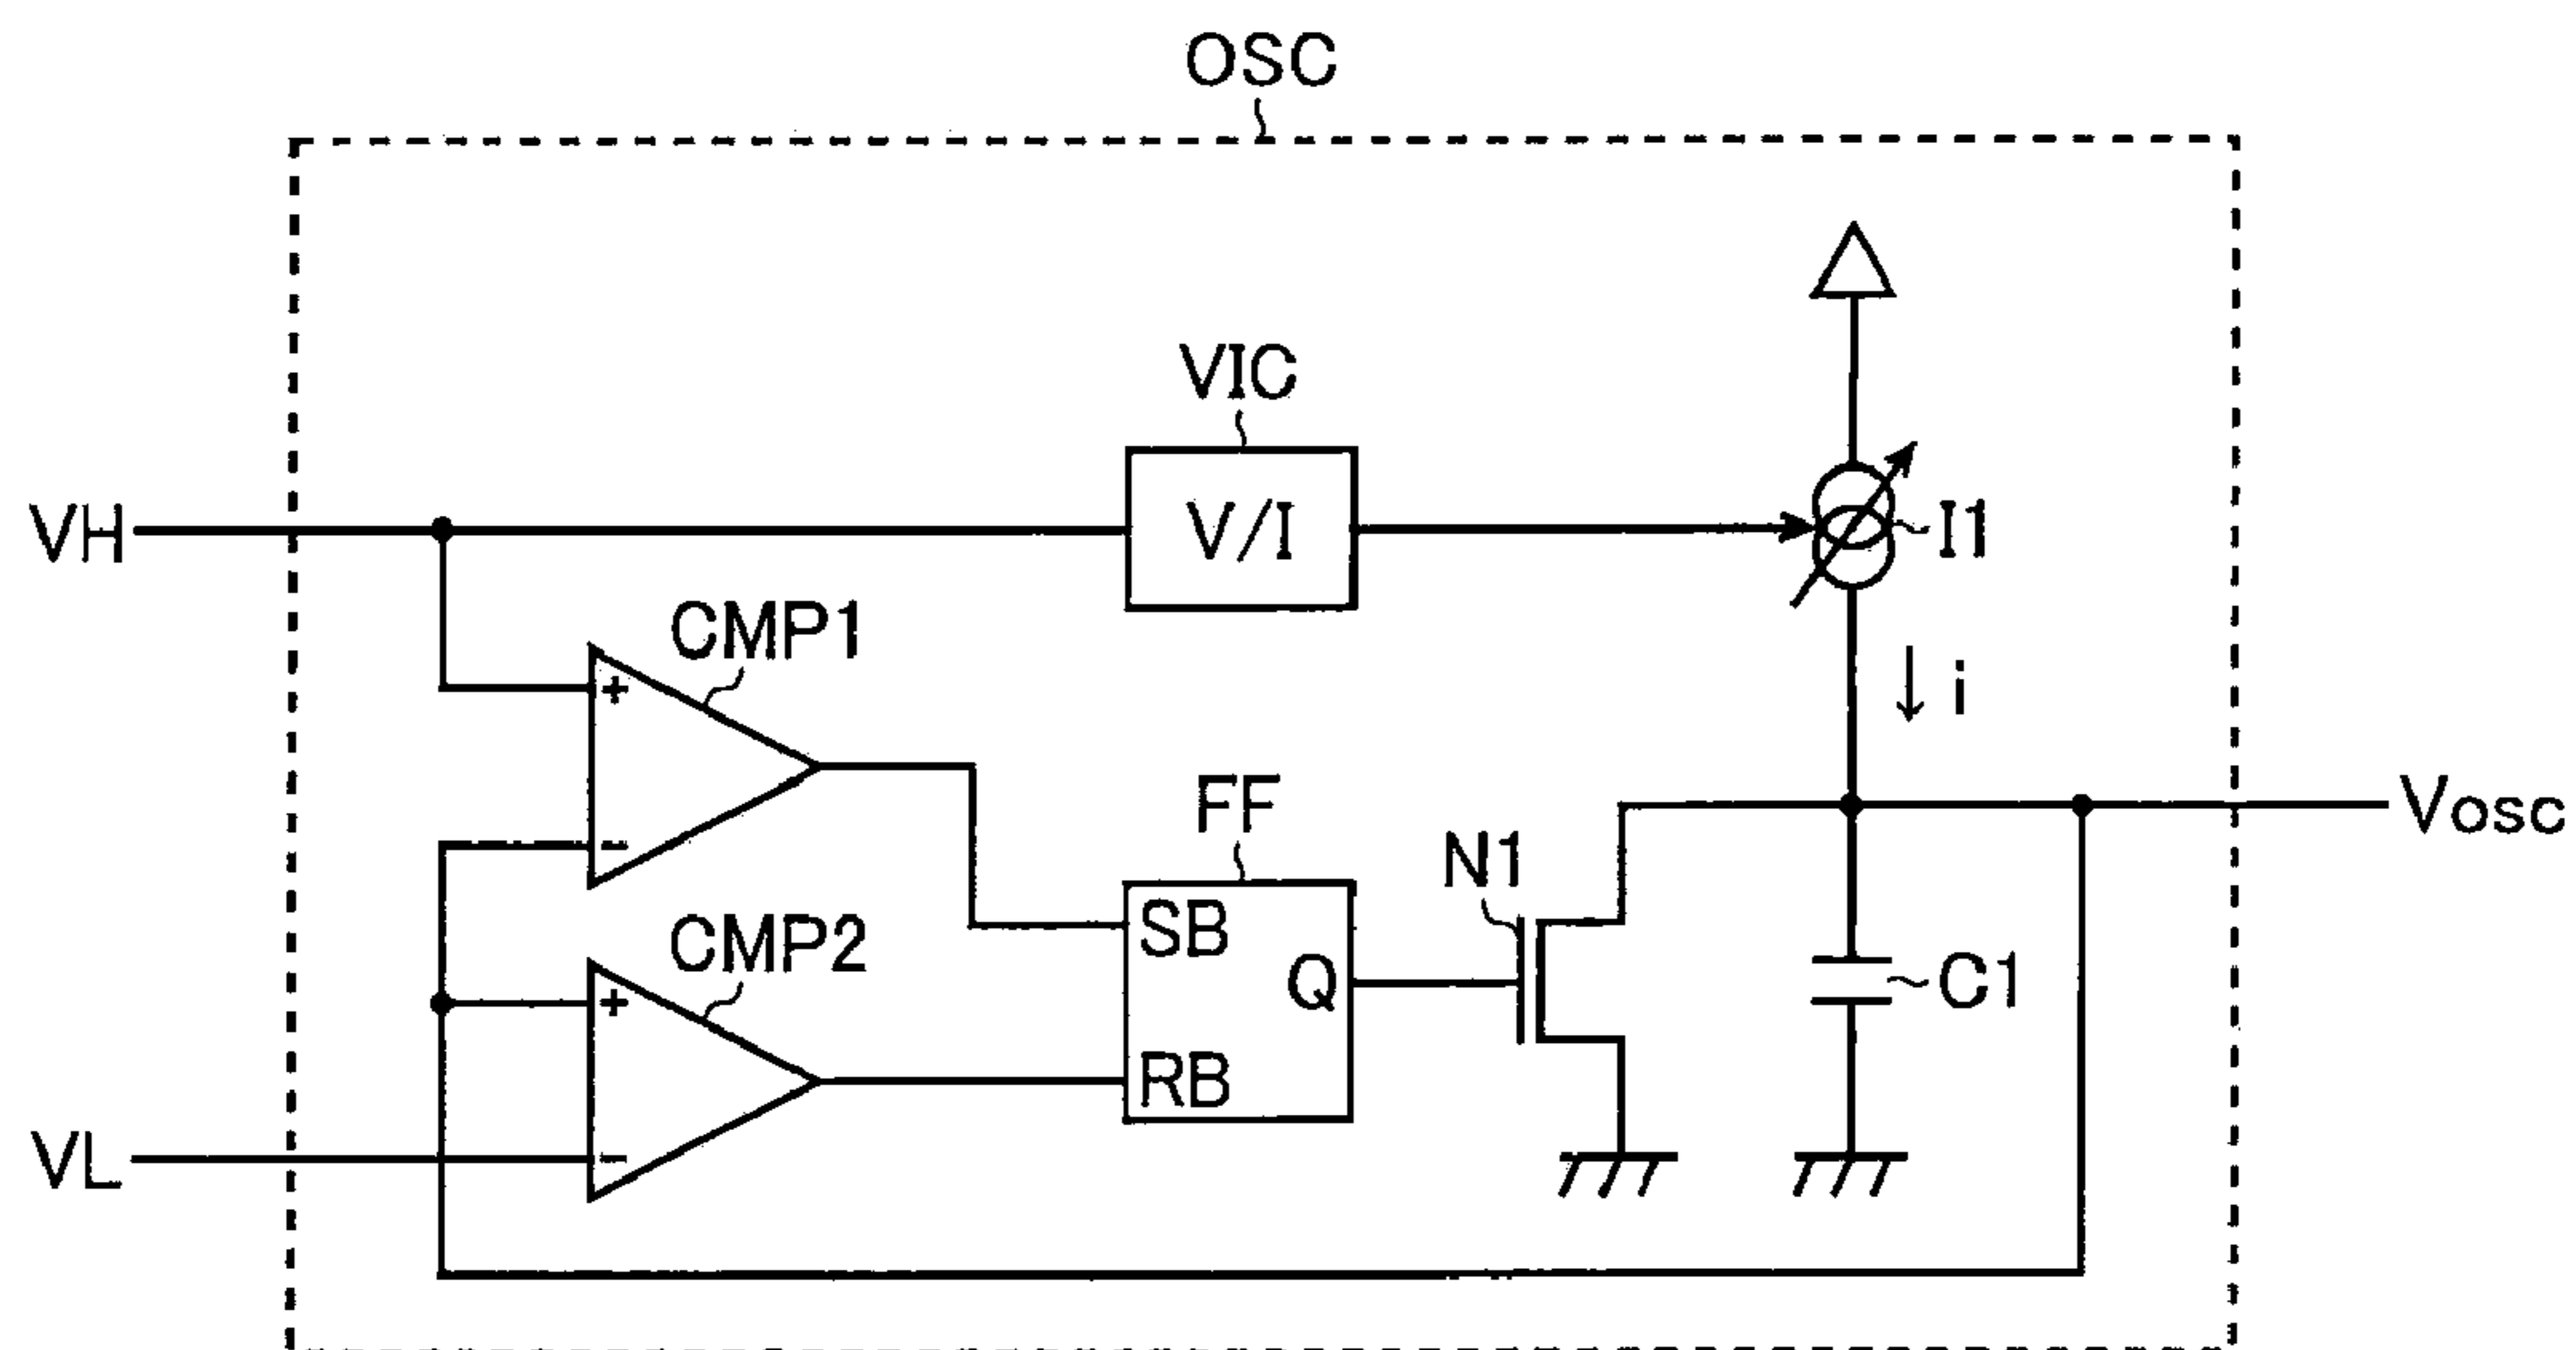 OSC
VIC
VH
V/I
I1
CMP1
+
i
−
FF
Vosc
N1
CMP2
SB
+
Q
C1
RB
VL
−